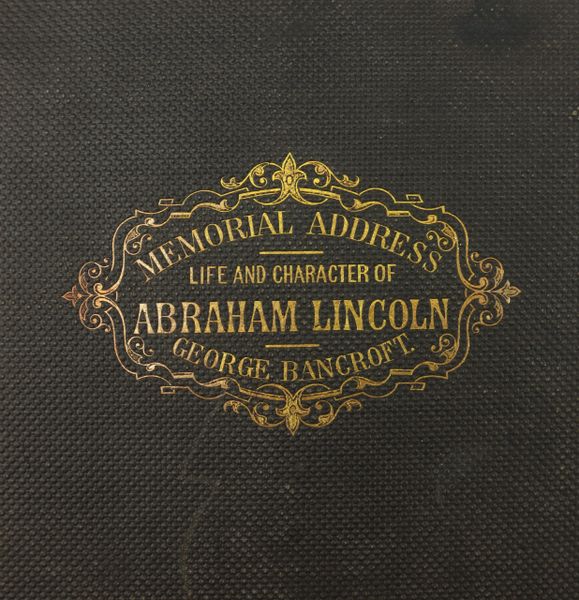 MEMORIAL ADDRESS
LIFE AND CHARACTER OF
ABRAHAM LINCOLN
GEORGE BANCROFT.